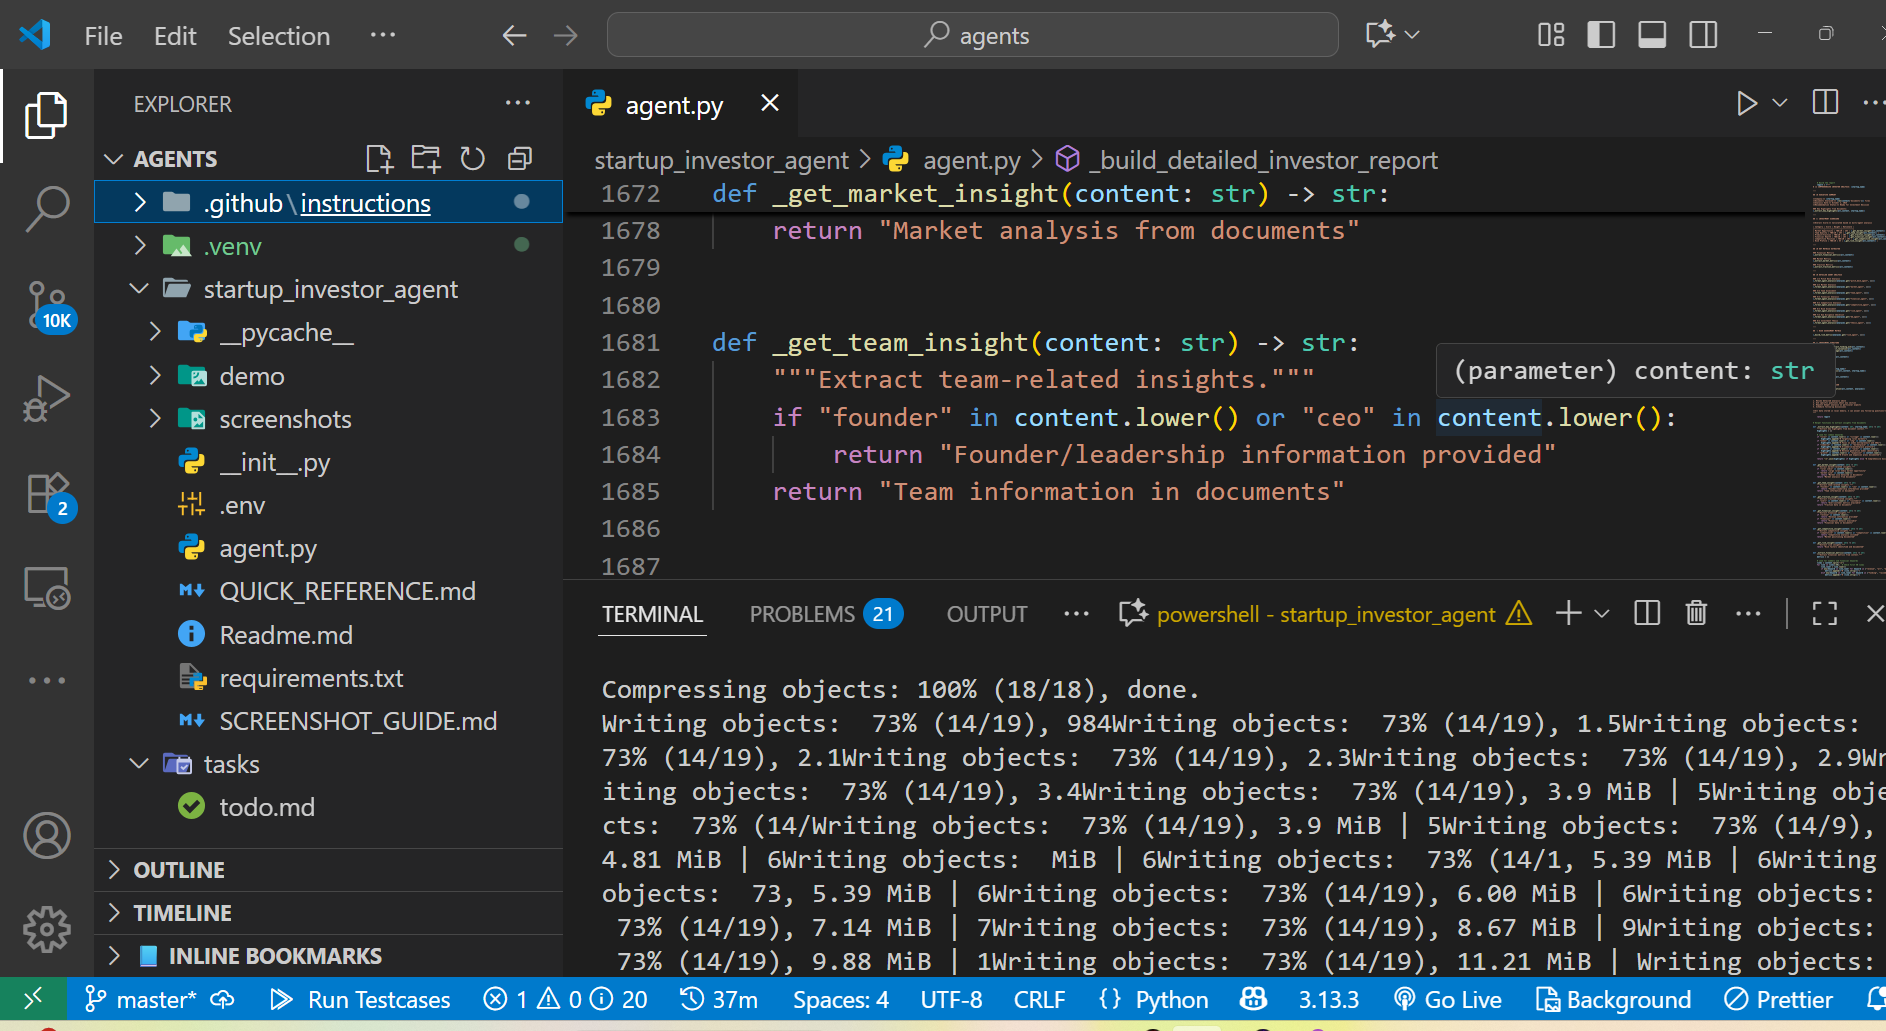 File Edit Selection ··· agents
EXPLORER ···
AGENTS
.github\instructions
.venv
startup_investor_agent
__pycache__
demo
screenshots
__init__.py
.env
agent.py
QUICK_REFERENCE.md
Readme.md
requirements.txt
SCREENSHOT_GUIDE.md
tasks
todo.md
OUTLINE
TIMELINE
INLINE BOOKMARKS
10K
2
agent.py
startup_investor_agent > agent.py > _build_detailed_investor_report
1672 def _get_market_insight(content: str) -> str:
1678 return "Market analysis from documents"
1679
1680
1681 def _get_team_insight(content: str) -> str:
1682 """Extract team-related insights."""
(parameter) content: str
1683 if "founder" in content.lower() or "ceo" in content.lower():
1684 return "Founder/leadership information provided"
1685 return "Team information in documents"
1686
1687
TERMINAL PROBLEMS 21 OUTPUT ··· powershell - startup_investor_agent
Compressing objects: 100% (18/18), done.
Writing objects:  73% (14/19), 984Writing objects:  73% (14/19), 1.5Writing objects:
73% (14/19), 2.1Writing objects:  73% (14/19), 2.3Writing objects:  73% (14/19), 2.9Wr
iting objects:  73% (14/19), 3.4Writing objects:  73% (14/19), 3.9 MiB | 5Writing obje
cts:  73% (14/Writing objects:  73% (14/19), 3.9 MiB | 5Writing objects:  73% (14/9),
4.81 MiB | 6Writing objects:  MiB | 6Writing objects:  73% (14/1, 5.39 MiB | 6Writing
objects:  73, 5.39 MiB | 6Writing objects:  73% (14/19), 6.00 MiB | 6Writing objects:
73% (14/19), 7.14 MiB | 7Writing objects:  73% (14/19), 8.67 MiB | 9Writing objects:
73% (14/19), 9.88 MiB | 1Writing objects:  73% (14/19), 11.21 MiB | Writing objects:
master* Run Testcases 1 0 20 37m Spaces: 4 UTF-8 CRLF {} Python 3.13.3 Go Live Background Prettier